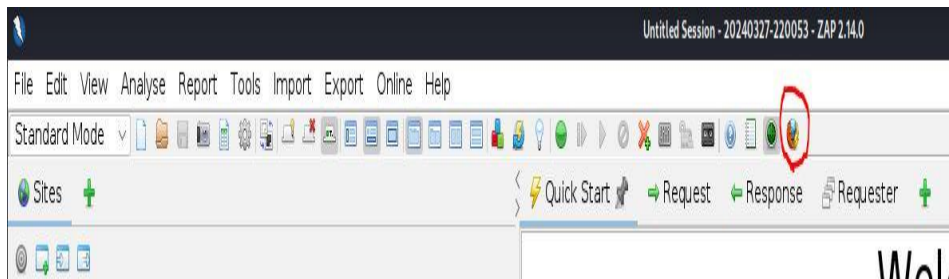 Untitled Session - 20240327-220053 - ZAP 2.14.0
File Edit View Analyse Report Tools Import Export Online Help
Standard Mode
Sites
Quick Start Request Response Requester